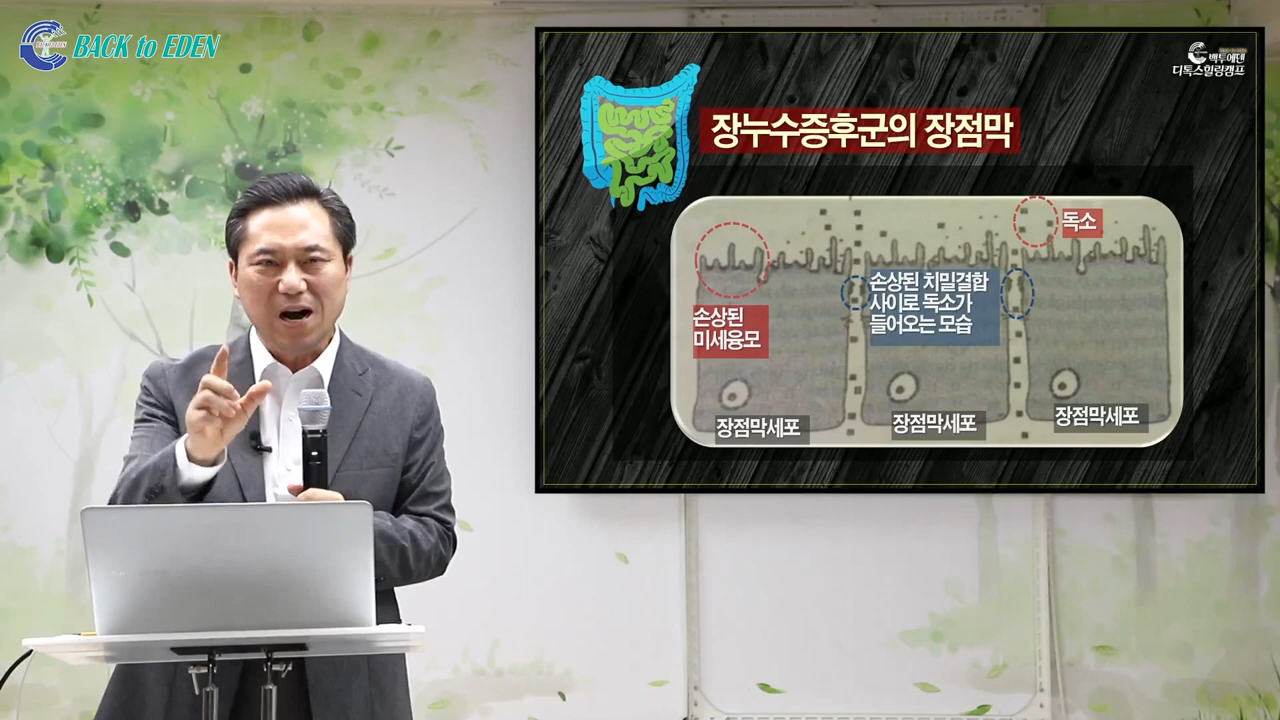 BACK to EDEN
백투에덴
디톡스힐링캠프
장누수증후군의 장점막
독소
손상된 치밀결합
사이로 독소가
들어오는 모습
손상된
미세융모
장점막세포
장점막세포
장점막세포